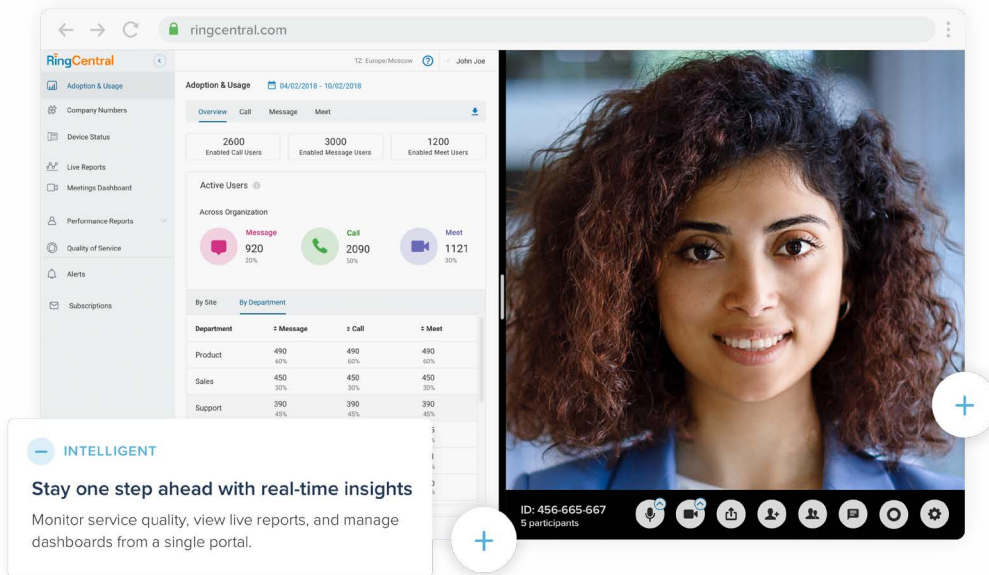 ringcentral.com
RingCentral
TZ: Europe/Moscow ? John Joe
Adoption & Usage
Company Numbers
Device Status
Live Reports
Meetings Dashboard
Performance Reports
Quality of Service
Alerts
Subscriptions
Adoption & Usage 04/02/2018 - 10/02/2018
Overview Call Message Meet
2600 3000 1200
Enabled Call Users Enabled Message Users Enabled Meet Users
Active Users
Across Organization
Message Call Meet
920 2090 1121
20% 50% 30%
By Site By Department
Department Message Call Meet
Product 490 490 490
60% 60% 60%
Sales 450 450 450
30% 30% 30%
Support 390 390 390
45% 45% 45%
INTELLIGENT
Stay one step ahead with real-time insights
Monitor service quality, view live reports, and manage
dashboards from a single portal.
ID: 456-665-667
5 participants